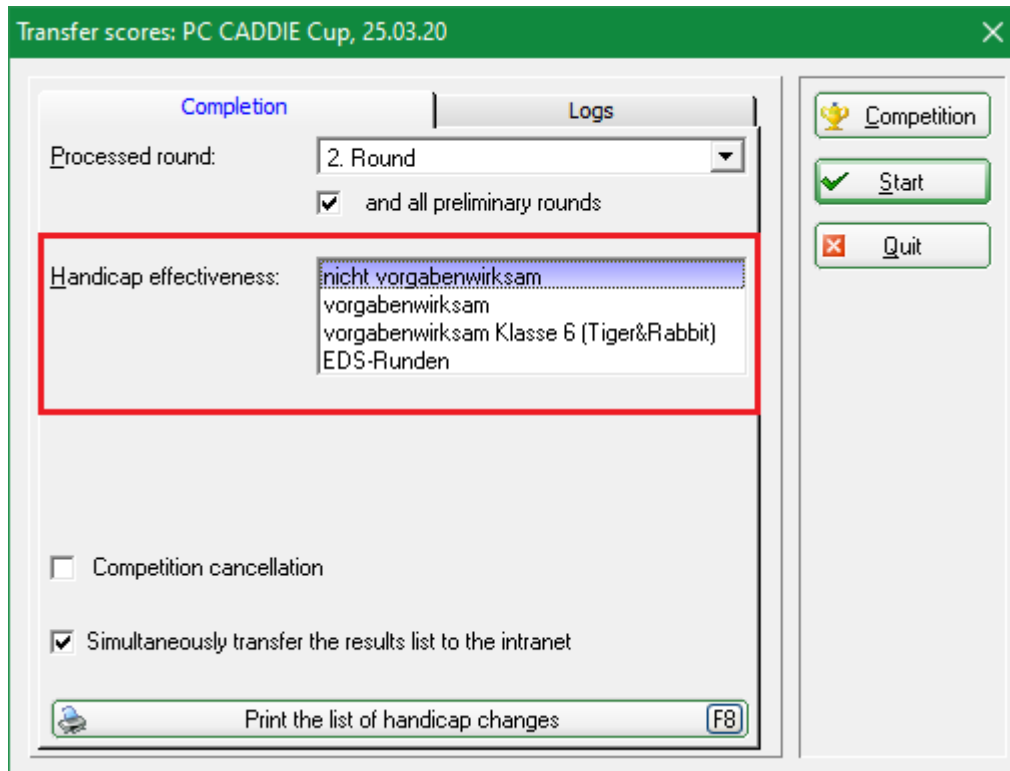 Transfer scores: PC CADDIE Cup, 25.03.20
Completion
Logs
Processed round:
2. Round
and all preliminary rounds
Handicap effectiveness:
nicht vorgabenwirksam
vorgabenwirksam
vorgabenwirksam Klasse 6 (Tiger&Rabbit)
EDS-Runden
Competition cancellation
Simultaneously transfer the results list to the intranet
Print the list of handicap changes F8
Competition
Start
Quit